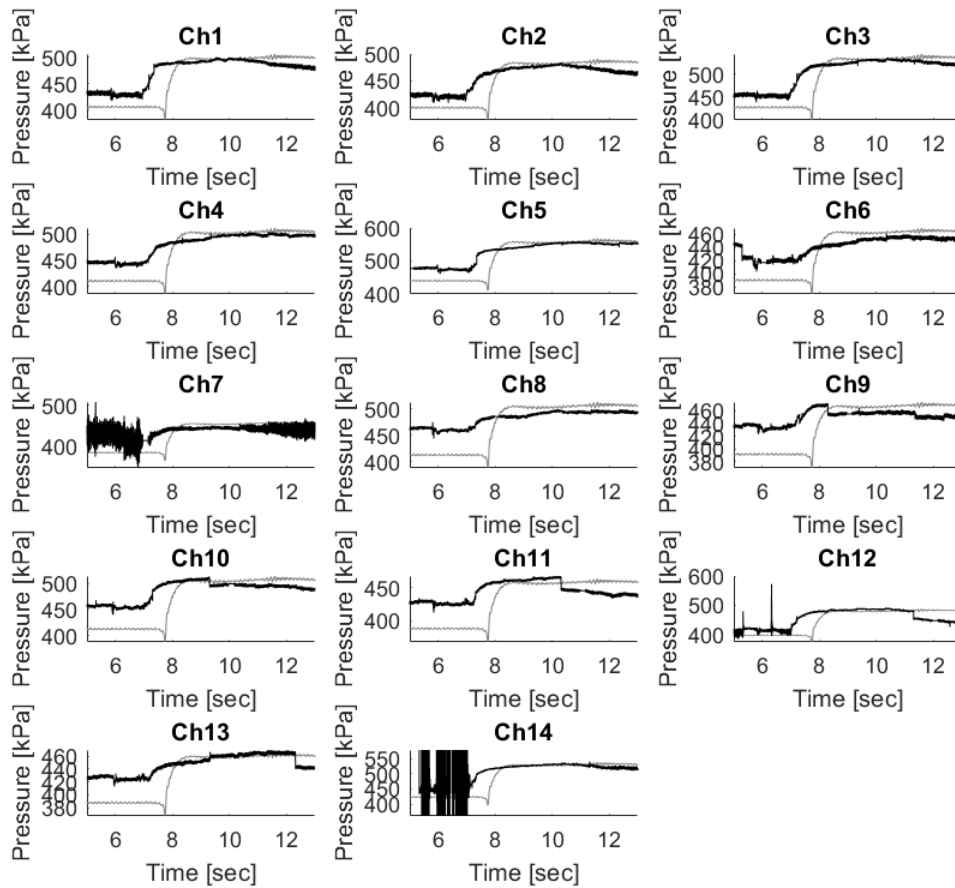 Ch1
Pressure [kPa]
500
400
6 8 10 12
Time [sec]
Ch2
Pressure [kPa]
500
450
400
6 8 10 12
Time [sec]
Ch3
Pressure [kPa]
500
450
400
6 8 10 12
Time [sec]
Ch4
Pressure [kPa]
500
450
400
6 8 10 12
Time [sec]
Ch5
Pressure [kPa]
600
500
400
6 8 10 12
Time [sec]
Ch6
Pressure [kPa]
460
420
400
380
6 8 10 12
Time [sec]
Ch7
Pressure [kPa]
500
400
6 8 10 12
Time [sec]
Ch8
Pressure [kPa]
500
450
400
6 8 10 12
Time [sec]
Ch9
Pressure [kPa]
460
440
420
400
380
6 8 10 12
Time [sec]
Ch10
Pressure [kPa]
500
450
400
6 8 10 12
Time [sec]
Ch11
Pressure [kPa]
450
400
6 8 10 12
Time [sec]
Ch12
Pressure [kPa]
600
500
400
6 8 10 12
Time [sec]
Ch13
Pressure [kPa]
460
440
420
400
380
6 8 10 12
Time [sec]
Ch14
Pressure [kPa]
550
500
450
400
6 8 10 12
Time [sec]